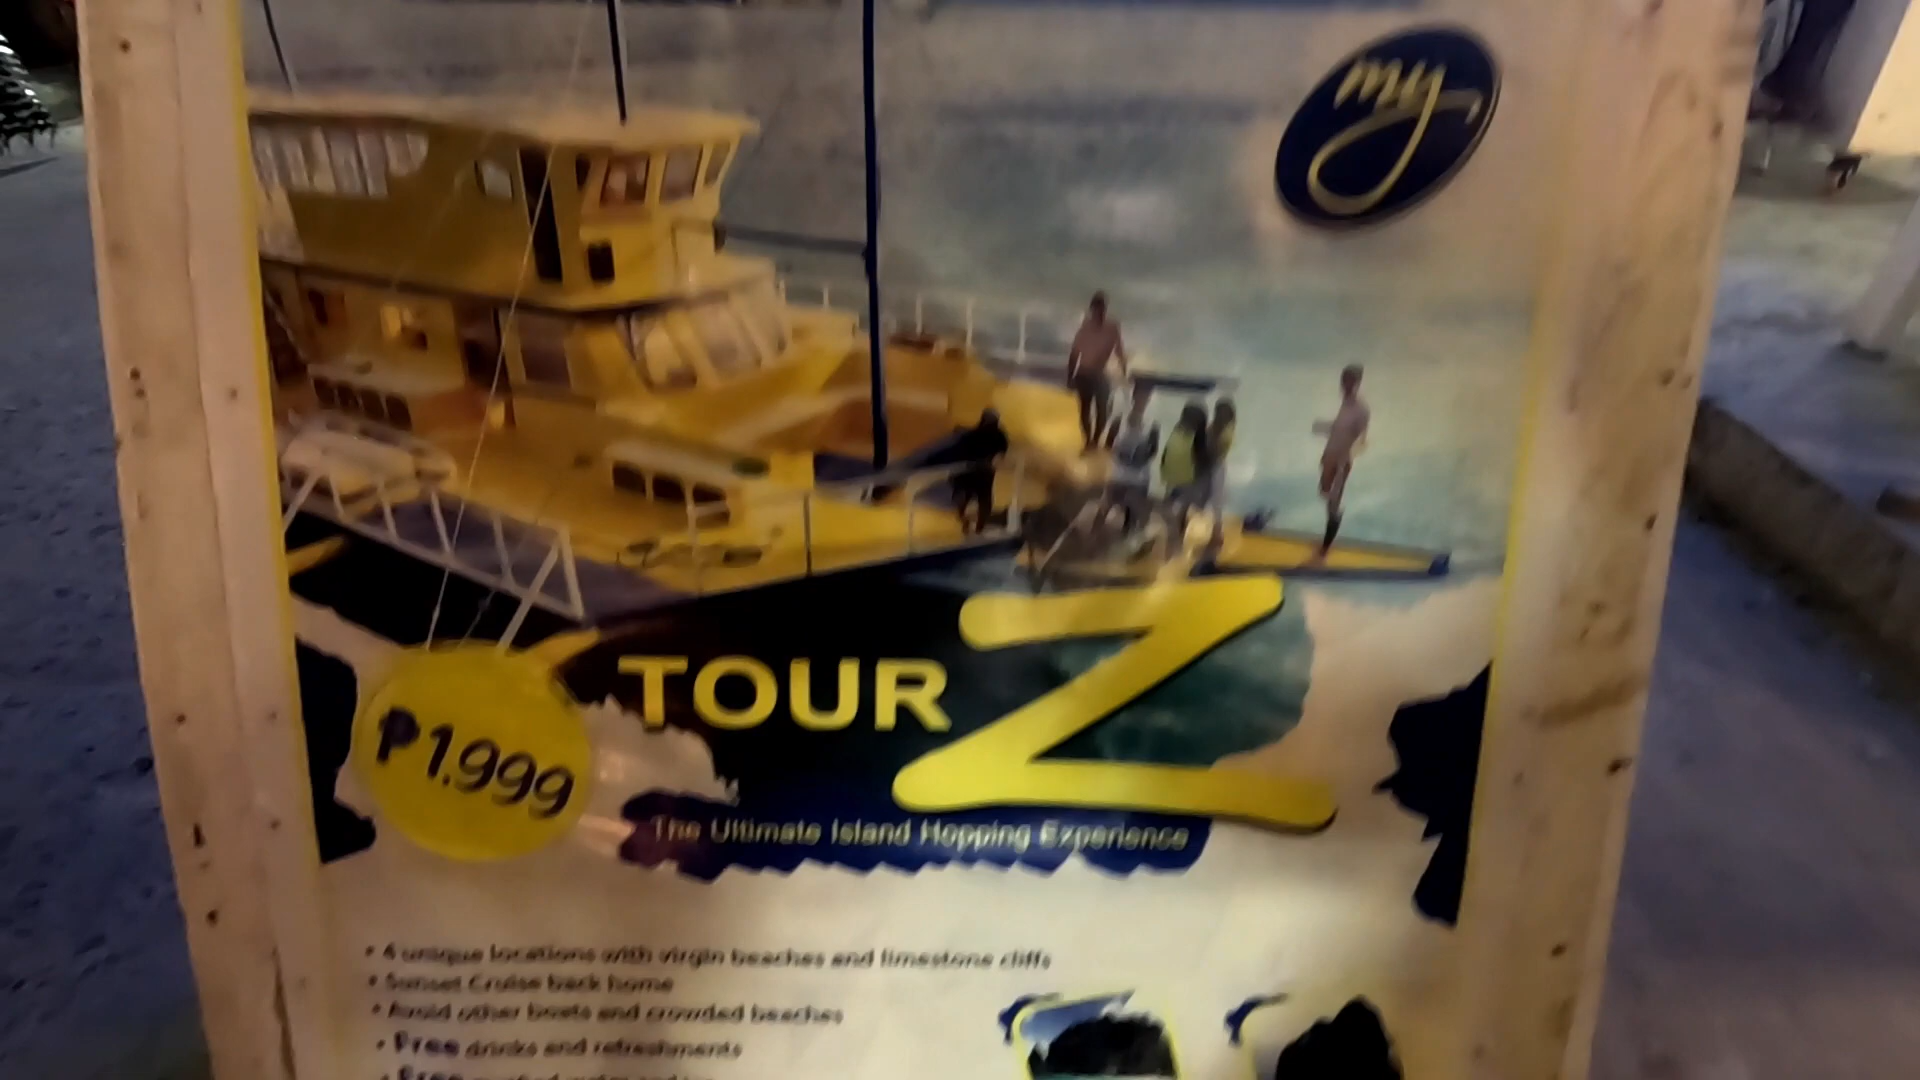 my
TOUR Z
₱1.999
The Ultimate Island Hopping Experience
• 4 unique locations with virgin beaches and limestone cliffs
• Sunset Cruise back home
• Avoid other boats and crowded beaches
• Free drinks and refreshments
• Free